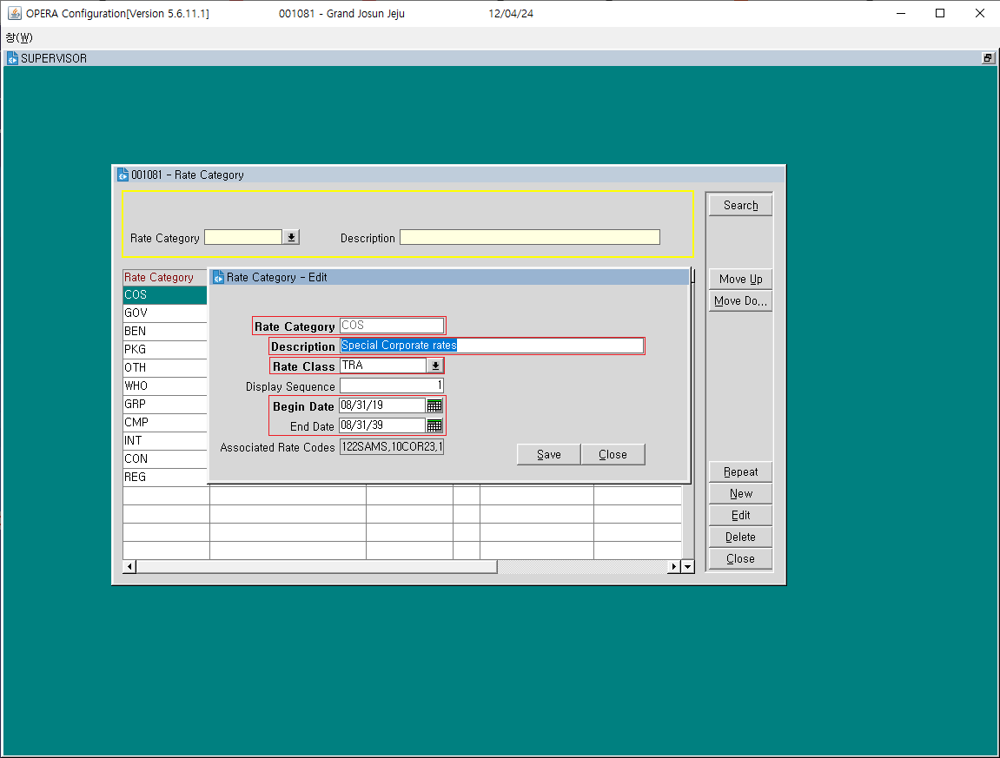 OPERA Configuration[Version 5.6.11.1] 001081 - Grand Josun Jeju 12/04/24
창(W)
SUPERVISOR
001081 - Rate Category
Search
Rate Category Description
Rate Category
Rate Category - Edit
Move Up
COS
Move Do...
GOV
BEN
PKG
OTH
WHO
GRP
CMP
INT
CON
REG
Rate Category COS
Description Special Corporate rates
Rate Class TRA
Display Sequence 1
Begin Date 08/31/19
End Date 08/31/39
Associated Rate Codes 122SAMS,10COR23,1
Save Close
Repeat
New
Edit
Delete
Close